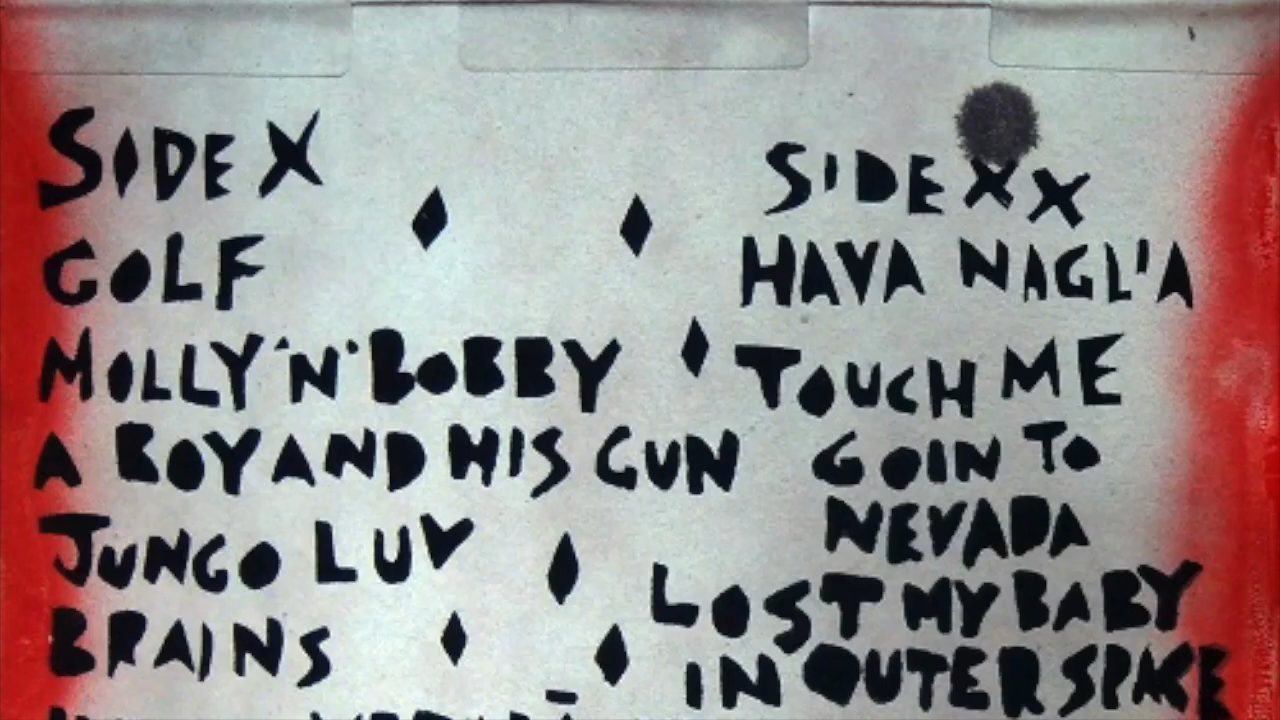 SIDE X
GOLF
MOLLY 'N' BOBBY
A BOY AND HIS GUN
JUNGO LUV
BRAINS
SIDE XX
HAVA NAGL'A
TOUCH ME
GOIN TO
NEVADA
LOST MY BABY
IN OUTER SPACE